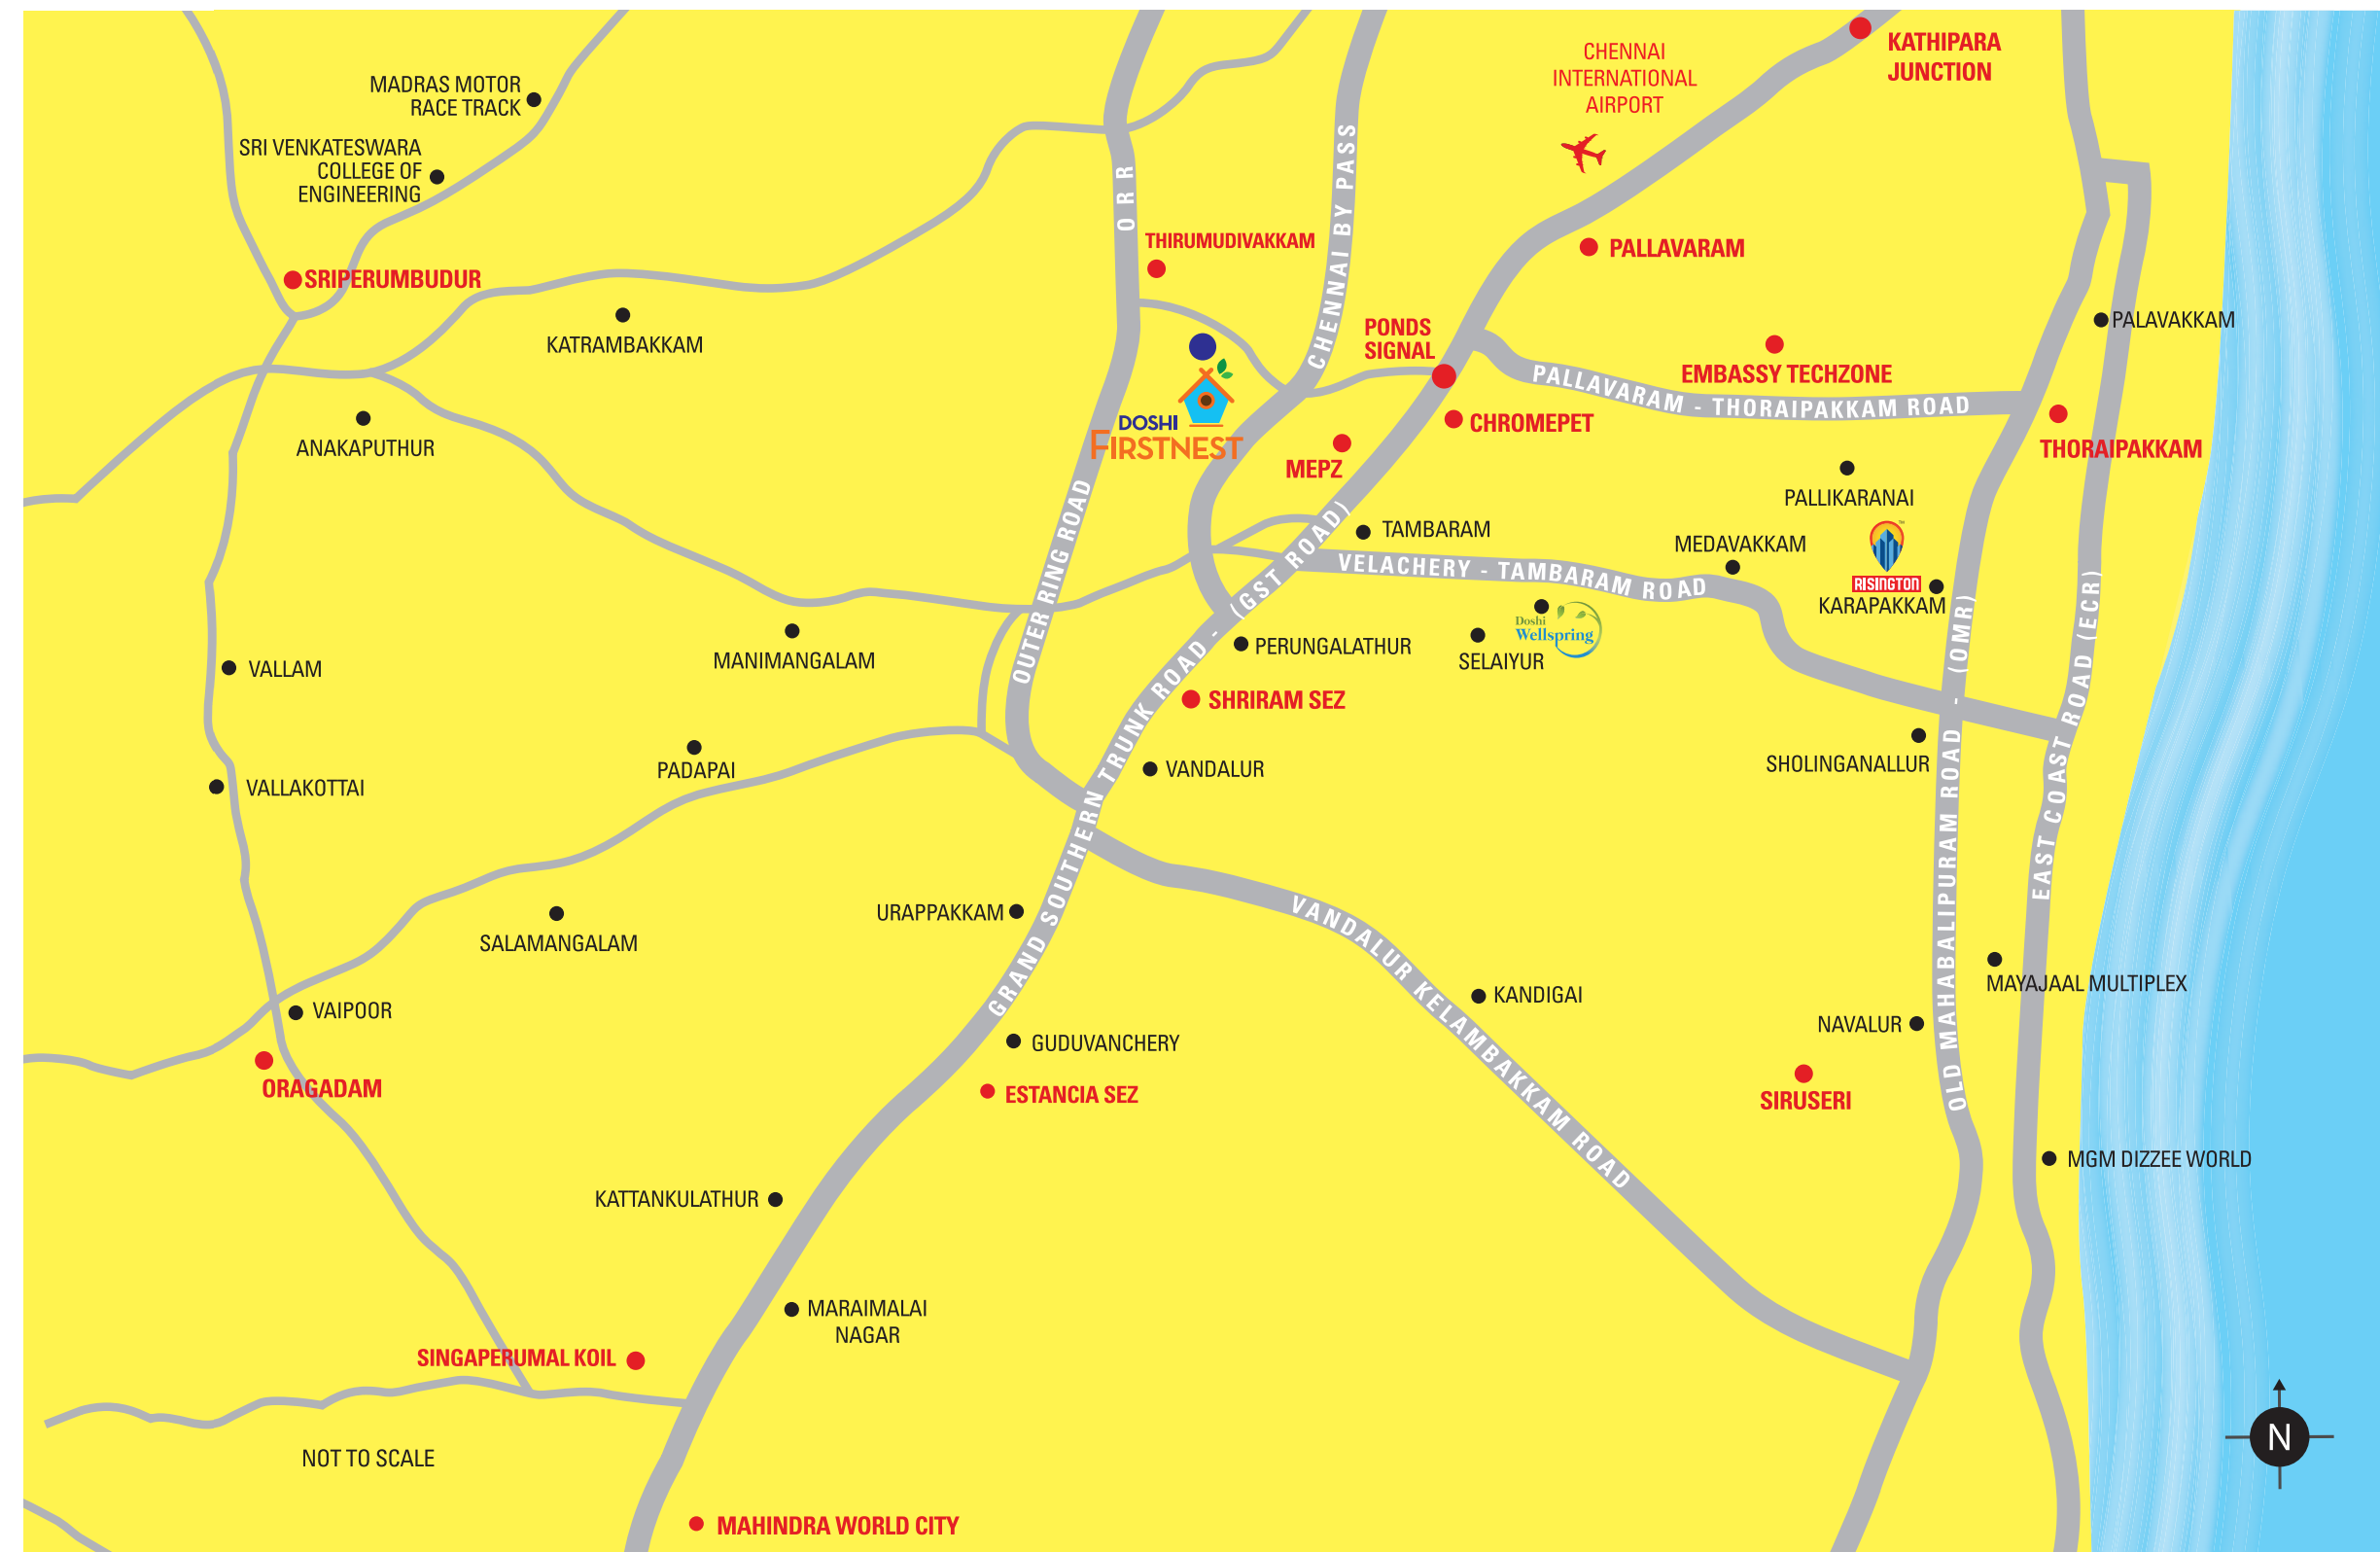 KATHIPARA
JUNCTION
CHENNAI
INTERNATIONAL
AIRPORT
MADRAS MOTOR
RACE TRACK
SRI VENKATESWARA
COLLEGE OF
ENGINEERING
ORR
CHENNAI BY PASS
THIRUMUDIVAKKAM
PALLAVARAM
SRIPERUMBUDUR
PALAVAKKAM
KATRAMBAKKAM
PONDS
SIGNAL
EMBASSY TECHZONE
PALLAVARAM - THORAIPAKKAM ROAD
DOSHI
FIRSTNEST
CHROMEPET
ANAKAPUTHUR
THORAIPAKKAM
MEPZ
PALLIKARANAI
TAMBARAM
MEDAVAKKAM
TM
RISINGTON
KARAPAKKAM
VELACHERY - TAMBARAM ROAD
OUTER RING ROAD
GRAND SOUTHERN TRUNK ROAD - (GST ROAD)
OLD MAHABALIPURAM ROAD - (OMR)
EAST COAST ROAD (ECR)
Doshi
Wellspring
PERUNGALATHUR
SELAIYUR
MANIMANGALAM
VALLAM
SHRIRAM SEZ
PADAPAI
VANDALUR
SHOLINGANALLUR
VALLAKOTTAI
URAPPAKKAM
VANDALUR KELAMBAKKAM ROAD
SALAMANGALAM
MAYAJAAL MULTIPLEX
KANDIGAI
VAIPOOR
NAVALUR
GUDUVANCHERY
ORAGADAM
ESTANCIA SEZ
SIRUSERI
MGM DIZZEE WORLD
KATTANKULATHUR
MARAIMALAI
NAGAR
SINGAPERUMAL KOIL
N
NOT TO SCALE
MAHINDRA WORLD CITY